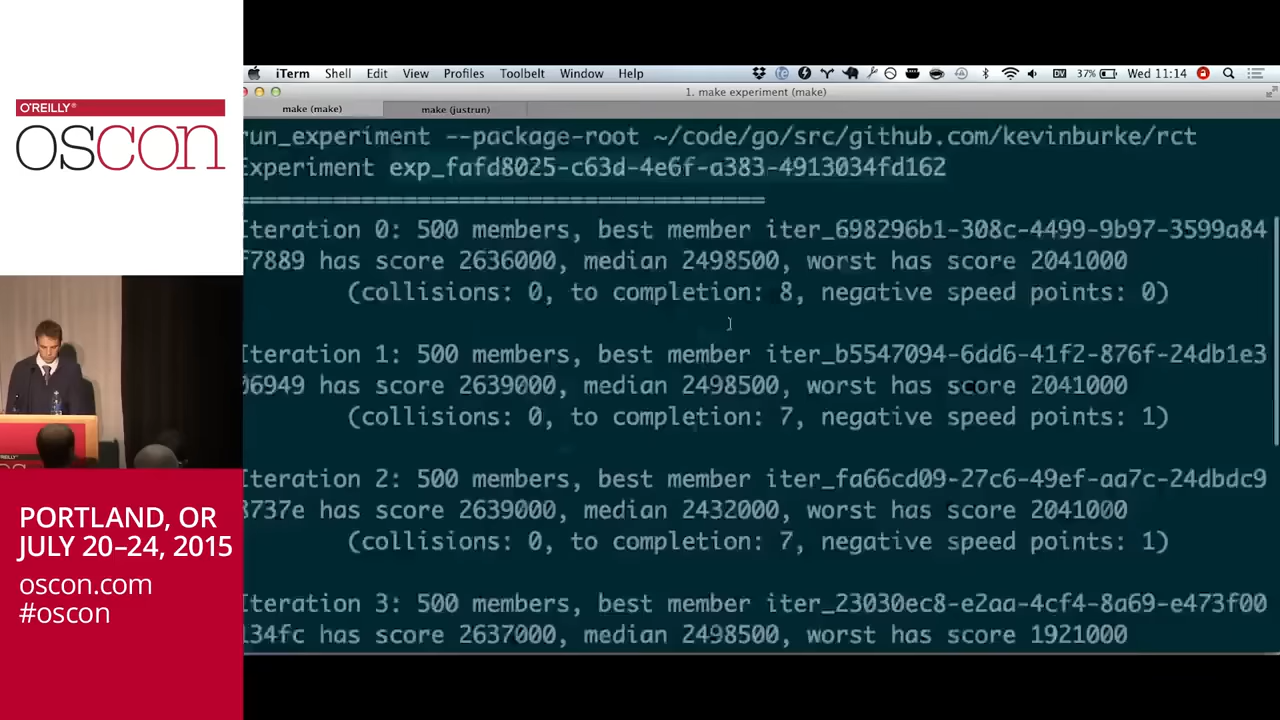 O'REILLY®
OSCON
PORTLAND, OR
JULY 20–24, 2015
oscon.com
#oscon
iTerm Shell Edit View Profiles Toolbelt Window Help DV 37% Wed 11:14
1. make experiment (make)
make (make) make (justrun)
run_experiment --package-root ~/code/go/src/github.com/kevinburke/rct
Experiment exp_fafd8025-c63d-4e6f-a383-4913034fd162
=======================================
Iteration 0: 500 members, best member iter_698296b1-308c-4499-9b97-3599a84
f7889 has score 2636000, median 2498500, worst has score 2041000
(collisions: 0, to completion: 8, negative speed points: 0)
Iteration 1: 500 members, best member iter_b5547094-6dd6-41f2-876f-24db1e3
06949 has score 2639000, median 2498500, worst has score 2041000
(collisions: 0, to completion: 7, negative speed points: 1)
Iteration 2: 500 members, best member iter_fa66cd09-27c6-49ef-aa7c-24dbdc9
8737e has score 2639000, median 2432000, worst has score 2041000
(collisions: 0, to completion: 7, negative speed points: 1)
Iteration 3: 500 members, best member iter_23030ec8-e2aa-4cf4-8a69-e473f00
134fc has score 2637000, median 2498500, worst has score 1921000